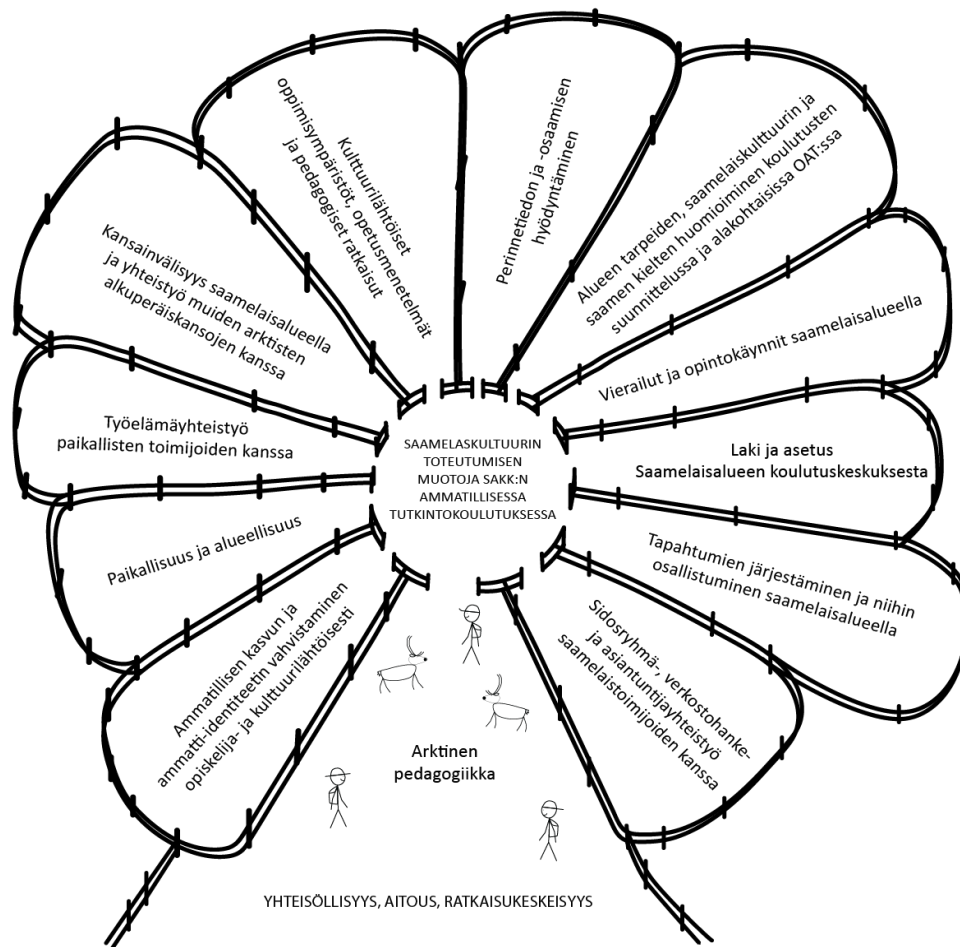 Kulttuurilähtöiset
oppimisympäristöt, opetusmenetelmät
ja pedagogiset ratkaisut
Perinnetiedon ja -osaamisen
hyödyntäminen
Alueen tarpeiden, saamelaiskulttuurin ja
saamen kielten huomioiminen koulutusten
suunnittelussa ja alakohtaisissa OAT:ssa
Kansainvälisyys saamelaisalueella
ja yhteistyö muiden arktisten
alkuperäiskansojen kanssa
Vierailut ja opintokäynnit saamelaisalueella
Työelämäyhteistyö
paikallisten toimijoiden kanssa
SAAMELASKULTUURIN
TOTEUTUMISEN
MUOTOJA SAKK:N
AMMATILLISESSA
TUTKINTOKOULUTUKSESSA
Laki ja asetus
Saamelaisalueen koulutuskeskuksesta
Paikallisuus ja alueellisuus
Tapahtumien järjestäminen ja niihin
osallistuminen saamelaisalueella
Ammatillisen kasvun ja
ammatti-identiteetin vahvistaminen
opiskelija- ja kulttuurilähtöisesti
Sidosryhmä-, verkostohanke-
ja asiantuntijayhteistyö
saamelaistoimijoiden kanssa
Arktinen
pedagogiikka
YHTEISÖLLISYYS, AITOUS, RATKAISUKESKEISYYS